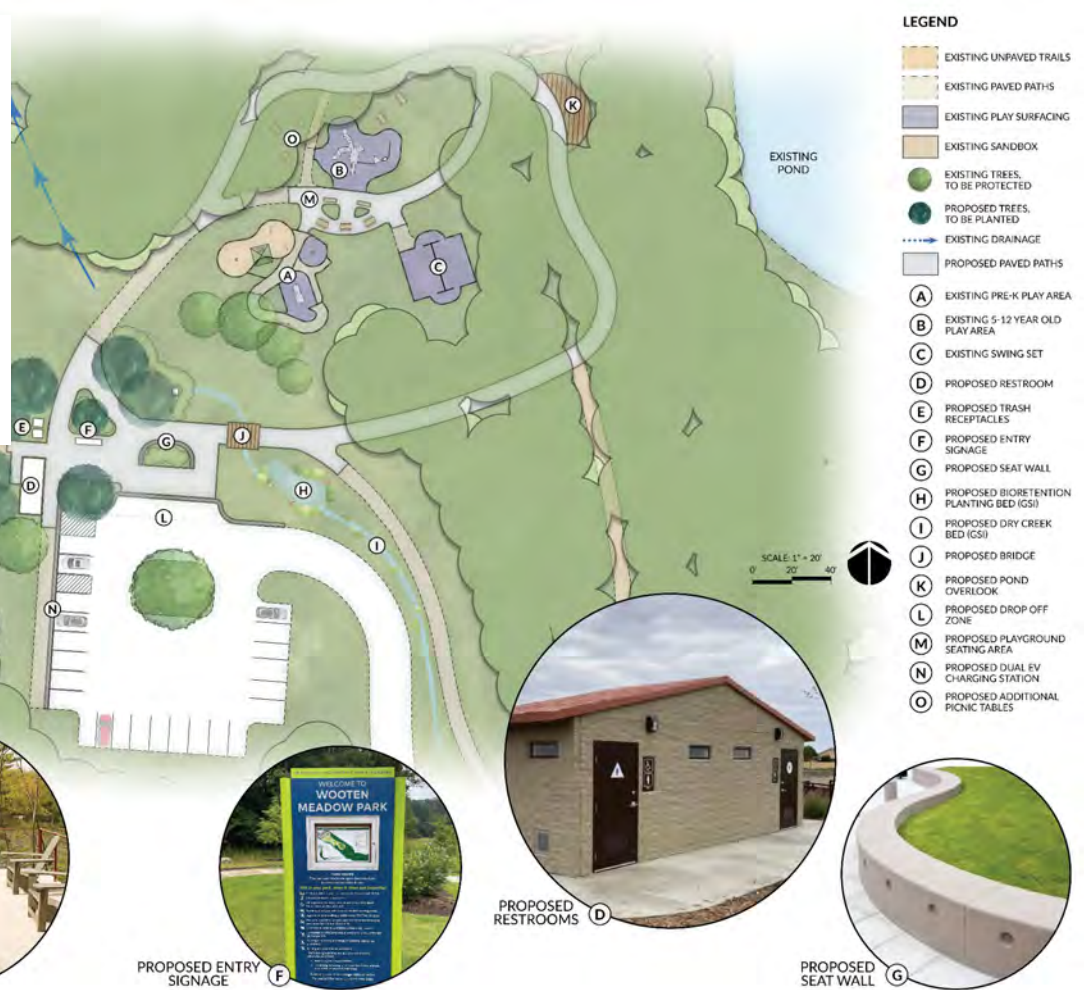 LEGEND
EXISTING UNPAVED TRAILS
EXISTING PAVED PATHS
EXISTING PLAY SURFACING
EXISTING SANDBOX
EXISTING TREES,
TO BE PROTECTED
PROPOSED TREES,
TO BE PLANTED
EXISTING DRAINAGE
PROPOSED PAVED PATHS
A EXISTING PRE-K PLAY AREA
B EXISTING 5-12 YEAR OLD
PLAY AREA
C EXISTING SWING SET
D PROPOSED RESTROOM
E PROPOSED TRASH
RECEPTACLES
F PROPOSED ENTRY
SIGNAGE
G PROPOSED SEAT WALL
H PROPOSED BIORETENTION
PLANTING BED (GSI)
I PROPOSED DRY CREEK
BED (GSI)
J PROPOSED BRIDGE
K PROPOSED POND
OVERLOOK
L PROPOSED DROP OFF
ZONE
M PROPOSED PLAYGROUND
SEATING AREA
N PROPOSED DUAL EV
CHARGING STATION
O PROPOSED ADDITIONAL
PICNIC TABLES
K
O
B
EXISTING
POND
M
C
A
E
F
G
J
D
H
L
I
N
SCALE: 1" = 20'
0' 20' 40'
WELCOME TO
WOOTEN
MEADOW PARK
PROPOSED ENTRY
SIGNAGE F
PROPOSED
RESTROOMS D
PROPOSED
SEAT WALL G